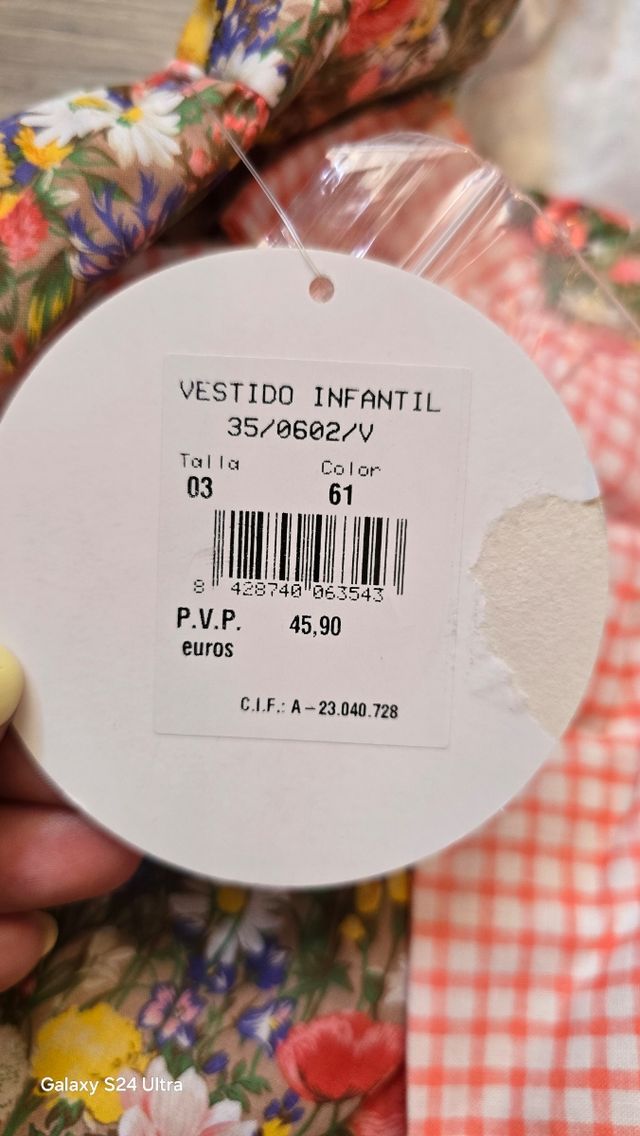 VESTIDO INFANTIL
35/0602/V
Talla Color
03 61
8 428740 063543
P.V.P. 45,90
euros
C.I.F.: A-23.040.728
Galaxy S24 Ultra